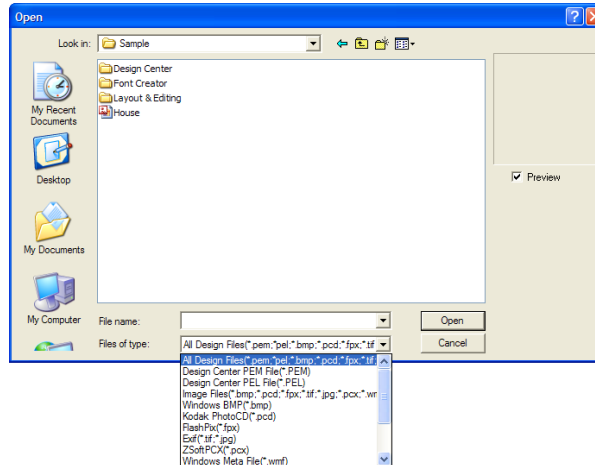 Open
Look in:
Sample
Design Center
Font Creator
Layout & Editing
House
My Recent
Documents
Desktop
My Documents
My Computer
Preview
File name:
Open
Files of type:
All Design Files(*.pem;*pel;*.bmp;*.pcd;*.fpx;*.tif
Cancel
All Design Files(*.pem;*pel;*.bmp;*.pcd;*.fpx;*.tif;
Design Center PEM File(*.PEM)
Design Center PEL File(*.PEL)
Image Files(*.bmp;*.pcd;*.fpx;*.tif;*.jpg;*.pcx;*.wr
Windows BMP(*.bmp)
Kodak PhotoCD(*.pcd)
FlashPix(*.fpx)
Exif(*.tif;*.jpg)
ZSoftPCX(*.pcx)
Windows Meta File(*.wmf)